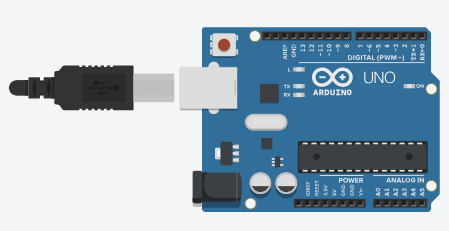 AREF
GND
13
12
~11
~10
~9
8
7
~6
~5
4
~3
2
TX→1
RX←0
DIGITAL (PWM~)
L
TX
RX
UNO
ON
ARDUINO
POWER
ANALOG IN
IOREF
RESET
3.3V
5V
GND
GND
Vin
A0
A1
A2
A3
A4
A5